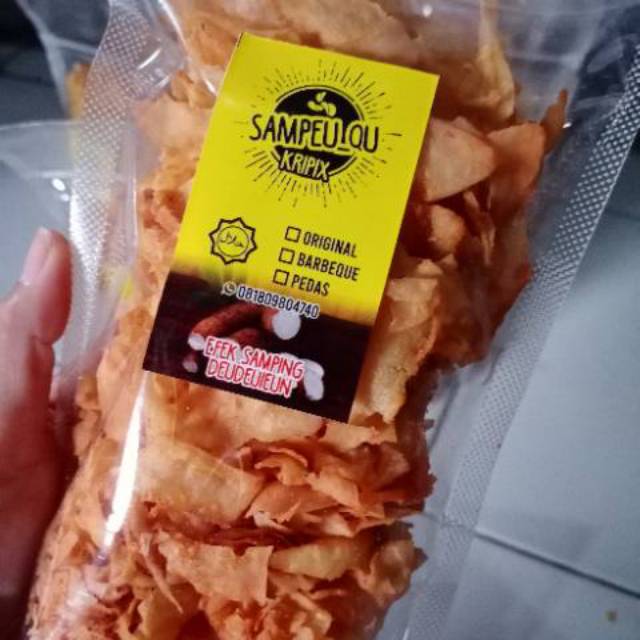 SAMPEU_QU
KRIPIX
ORIGINAL
BARBEQUE
PEDAS
081809804740
EFEK SAMPING
DEUDEUIEUN